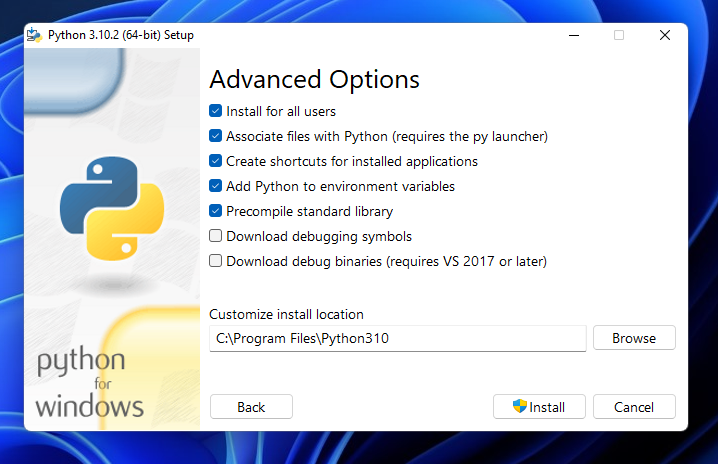 Python 3.10.2 (64-bit) Setup
Advanced Options
Install for all users
Associate files with Python (requires the py launcher)
Create shortcuts for installed applications
Add Python to environment variables
Precompile standard library
Download debugging symbols
Download debug binaries (requires VS 2017 or later)
Customize install location
C:\Program Files\Python310
Browse
python
for
windows
Back
Install
Cancel